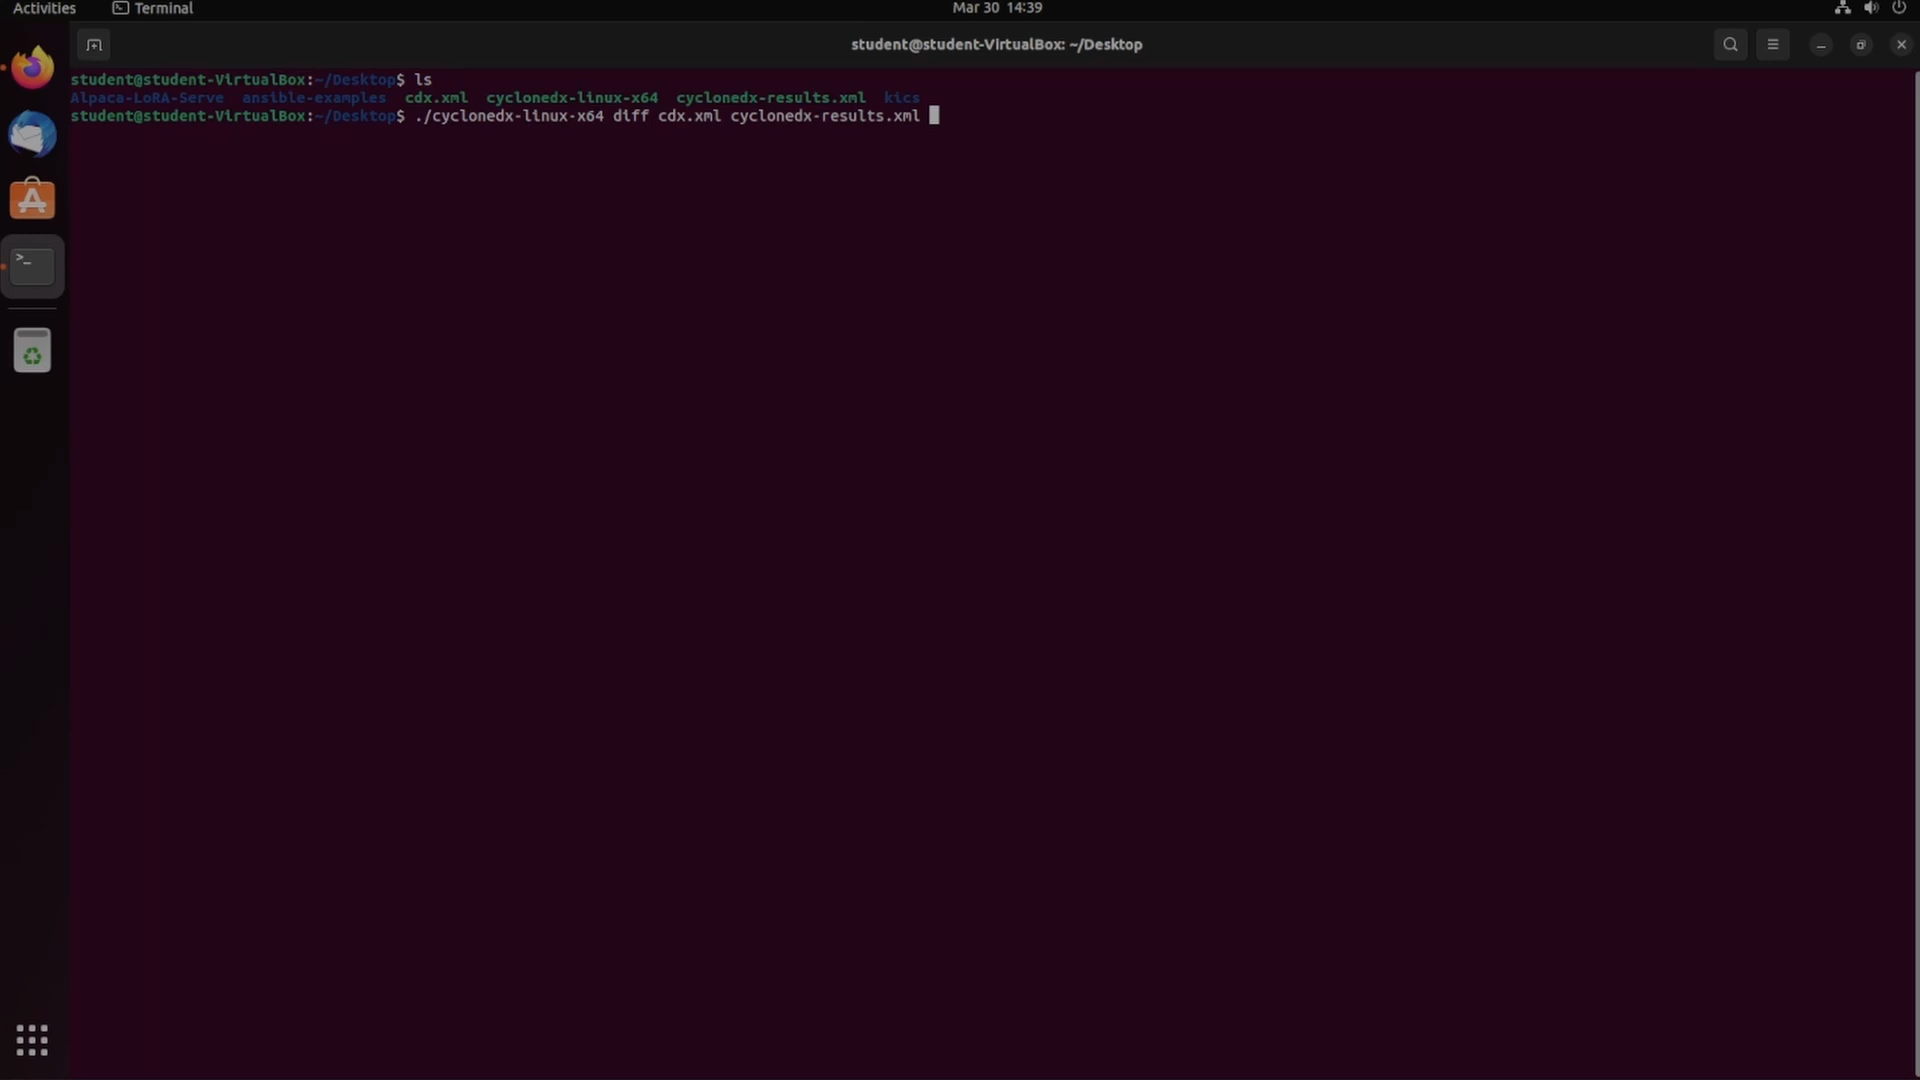 Activities Terminal Mar 30 14:39
student@student-VirtualBox: ~/Desktop
student@student-VirtualBox:~/Desktop$ ls
Alpaca-LoRA-Serve ansible-examples cdx.xml cyclonedx-linux-x64 cyclonedx-results.xml kics
student@student-VirtualBox:~/Desktop$ ./cyclonedx-linux-x64 diff cdx.xml cyclonedx-results.xml